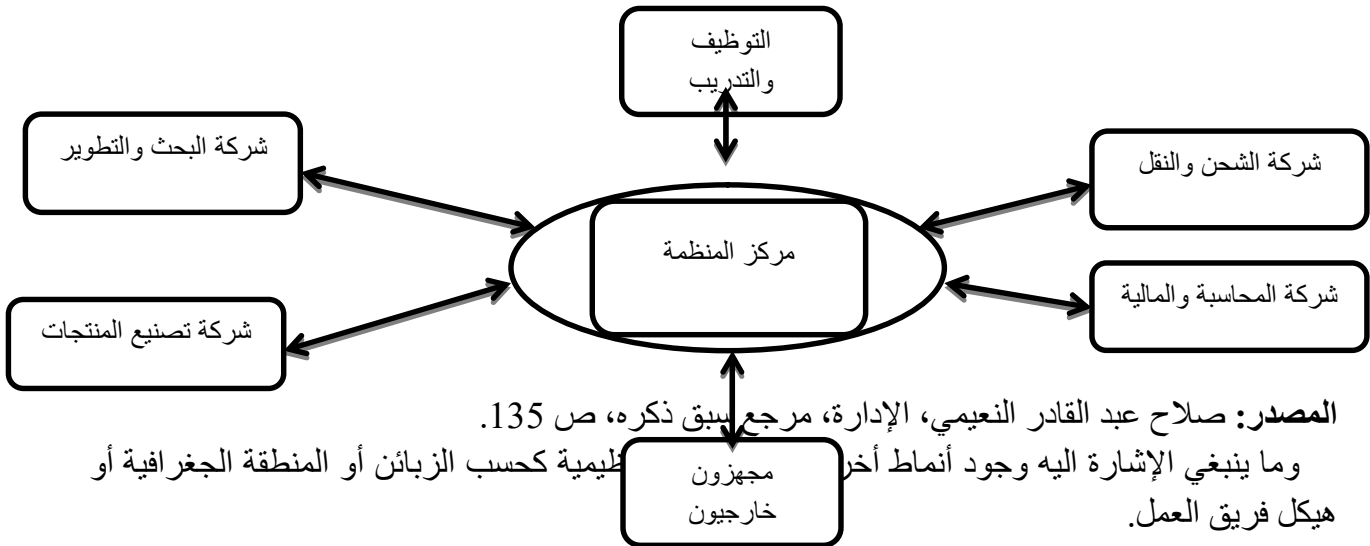 التوظيف
والتدريب
شركة البحث والتطوير
شركة الشحن والنقل
مركز المنظمة
شركة المحاسبة والمالية
شركة تصنيع المنتجات
المصدر: صلاح عبد القادر النعيمي، الإدارة، مرجع سبق ذكره، ص 135.
وما ينبغي الإشارة اليه وجود أنماط كحسب الزبائن أو المنطقة الجغرافية أو
هيكل فريق العمل.
مجهزون
خارجيون